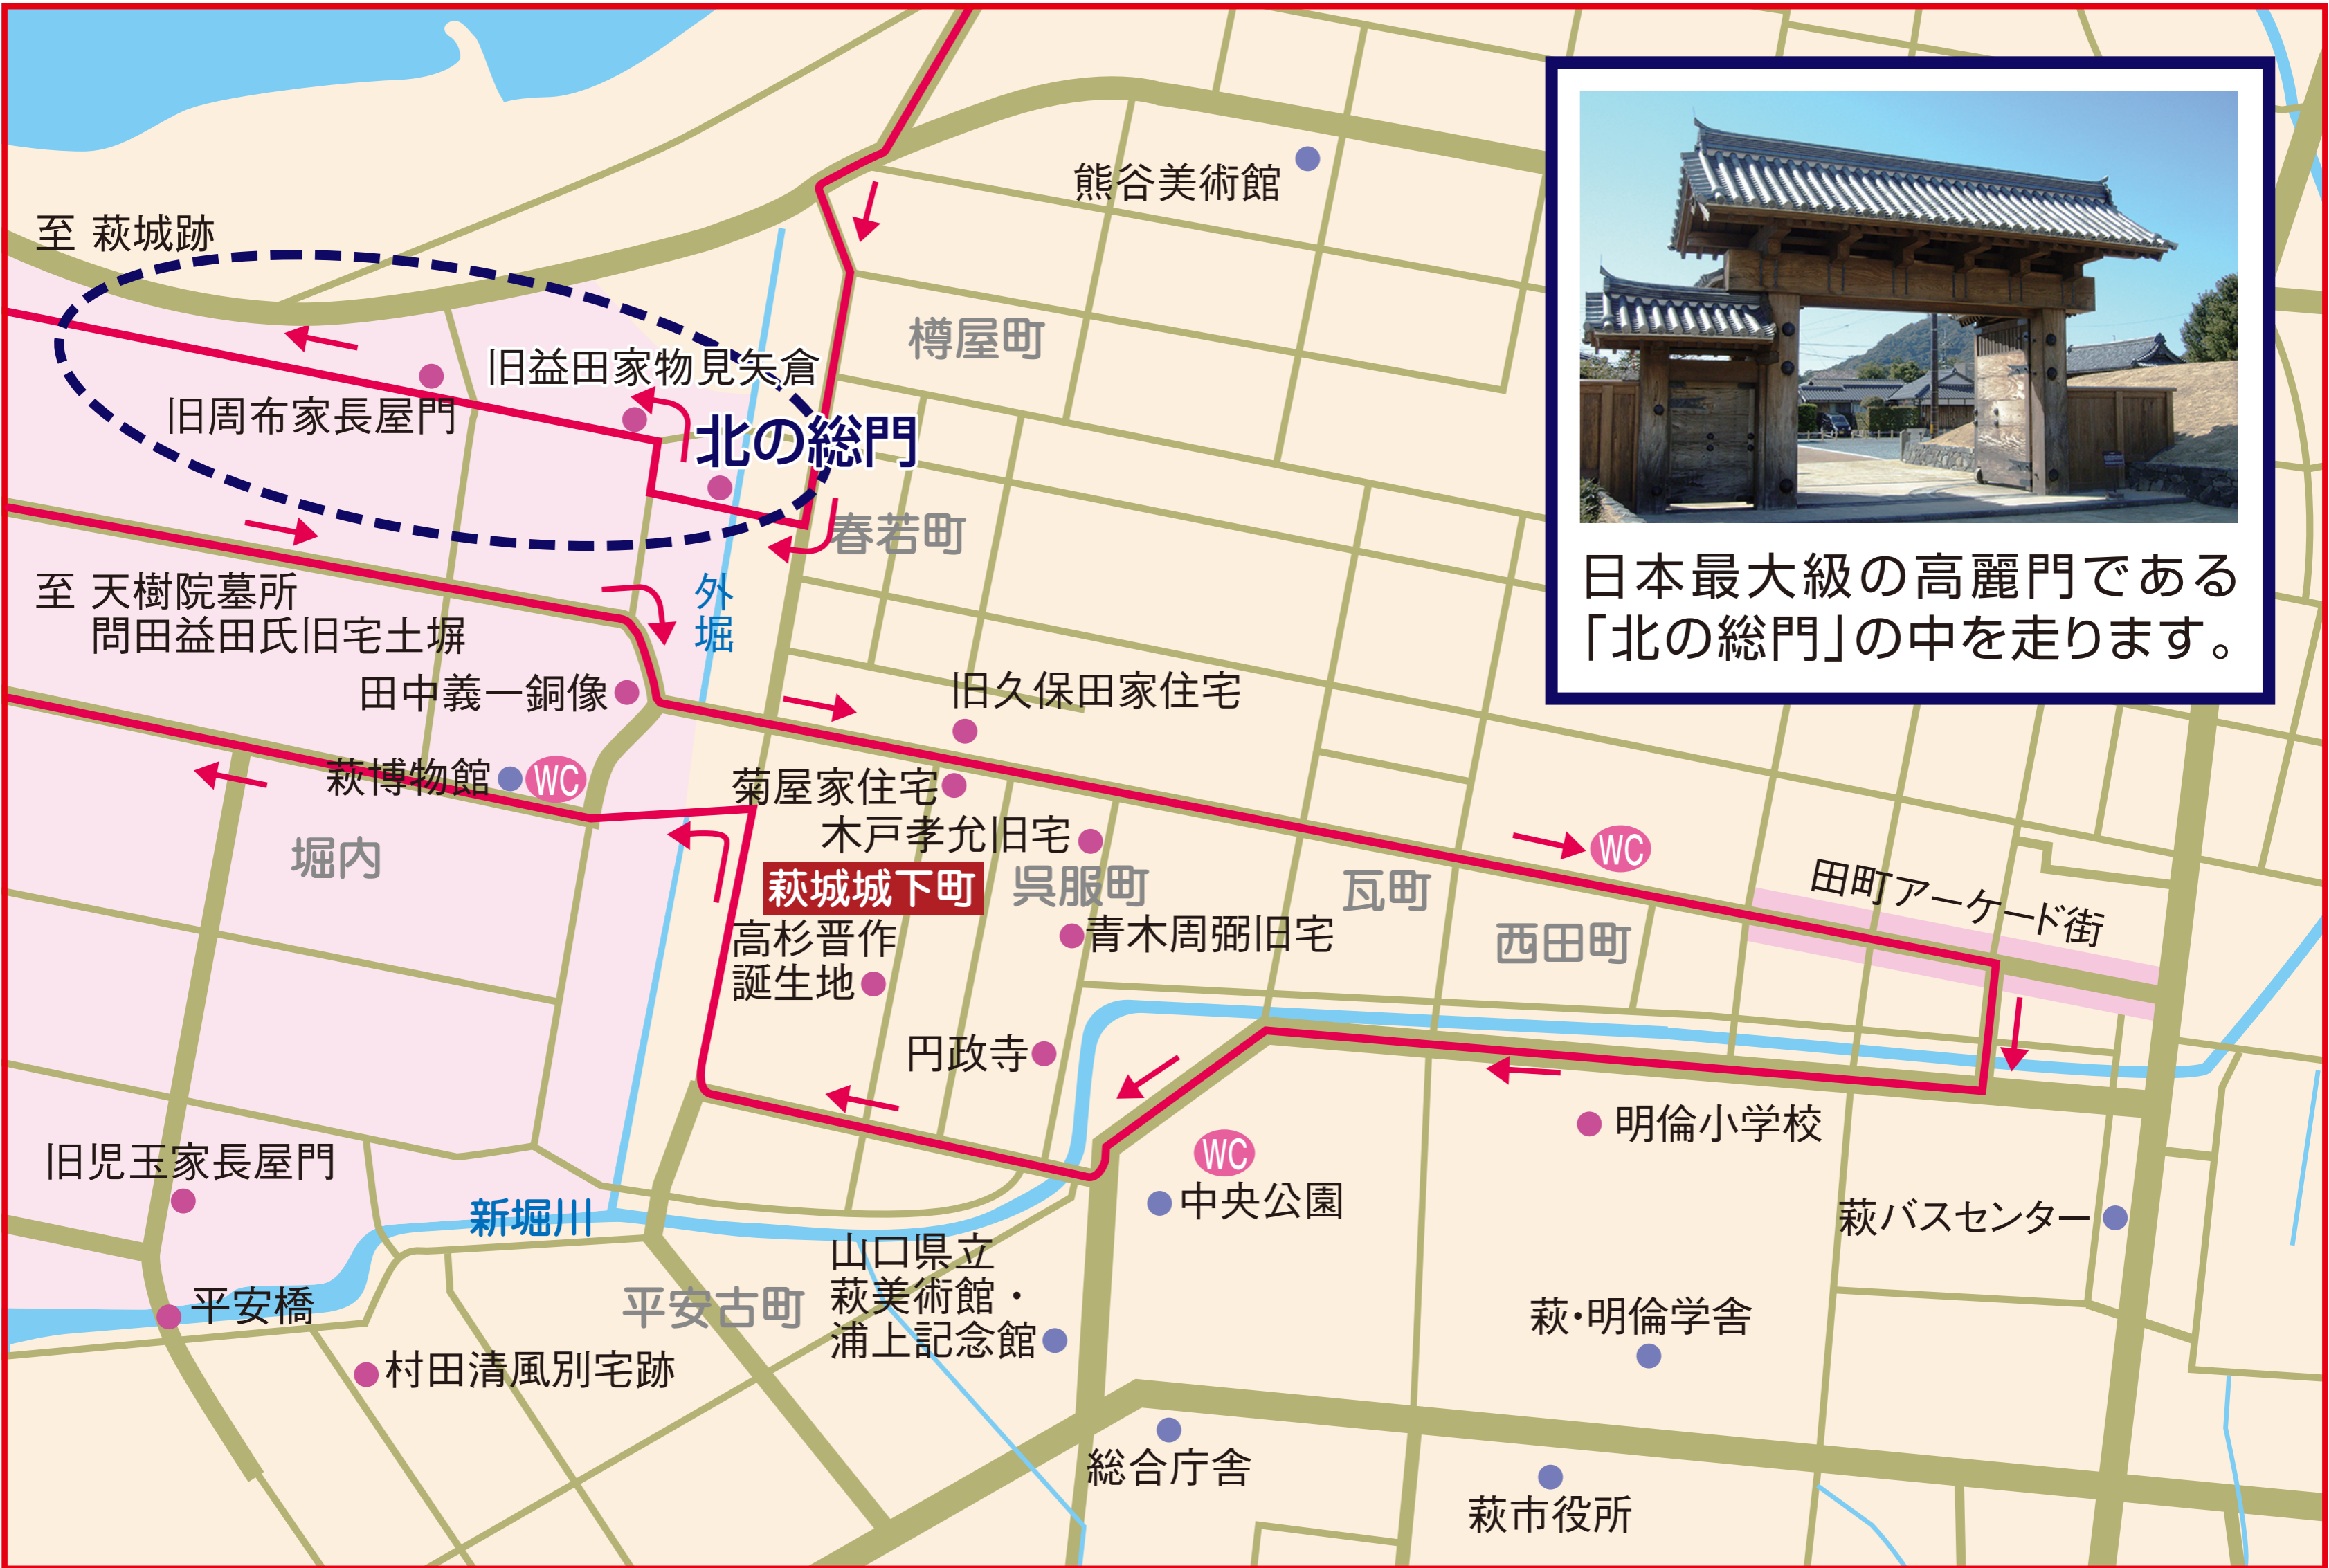 熊谷美術館
至 萩城跡
樽屋町
旧益田家物見矢倉
旧周布家長屋門
北の総門
春若町
日本最大級の高麗門である
「北の総門」の中を走ります。
外堀
至 天樹院墓所
問田益田氏旧宅土塀
田中義一銅像
旧久保田家住宅
萩博物館
WC
菊屋家住宅
木戸孝允旧宅
WC
堀内
萩城城下町
呉服町
瓦町
田町アーケード街
高杉晋作
誕生地
青木周弼旧宅
西田町
円政寺
明倫小学校
WC
旧児玉家長屋門
中央公園
新堀川
萩バスセンター
山口県立
萩美術館・
浦上記念館
平安橋
平安古町
萩・明倫学舎
村田清風別宅跡
総合庁舎
萩市役所